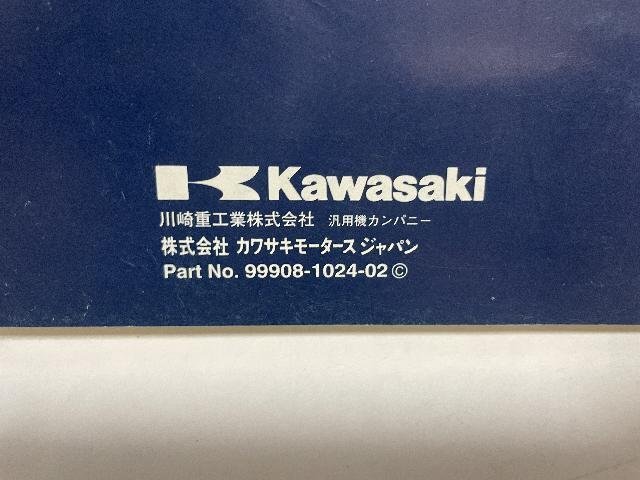 Kawasaki
川崎重工業株式会社 汎用機カンパニー
株式会社 カワサキモータース ジャパン
Part No. 99908-1024-02 ©